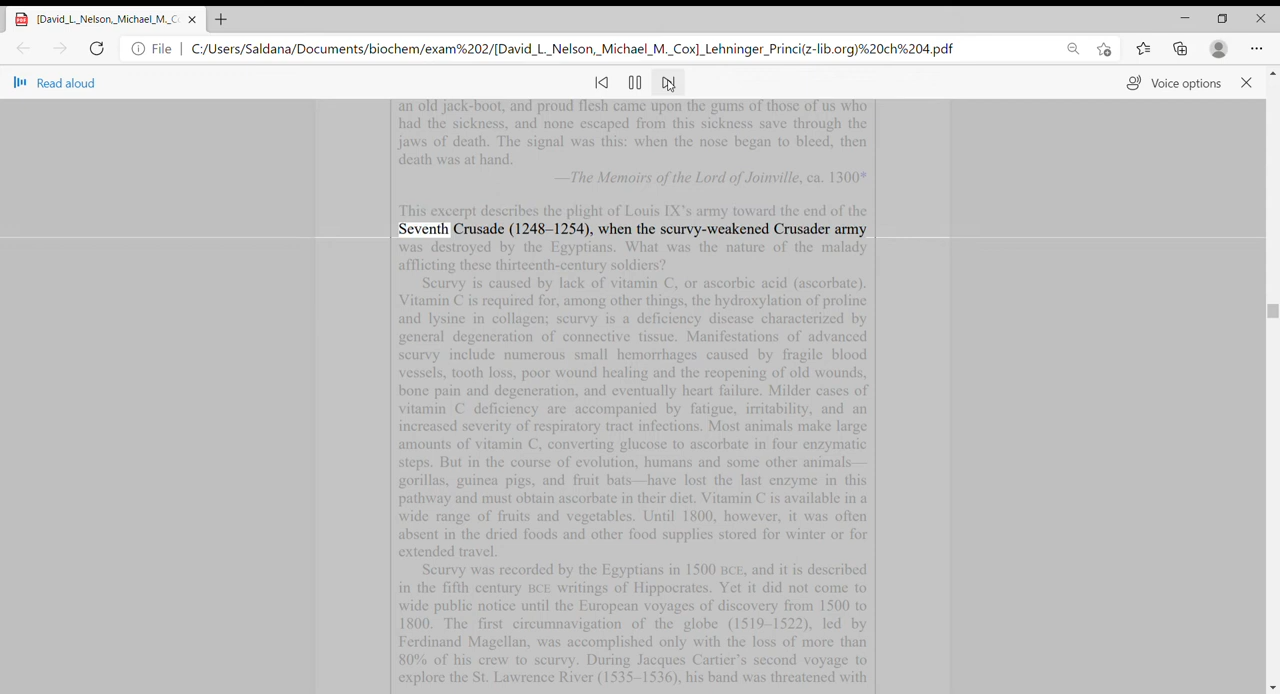 [David_L._Nelson,_Michael_M._C
File
C:/Users/Saldana/Documents/biochem/exam%202/[David_L._Nelson,_Michael_M._Cox]_Lehninger_Princi(z-lib.org)%20ch%204.pdf
Read aloud
Voice options
an old jack-boot, and proud flesh came upon the gums of those of us who
had the sickness, and none escaped from this sickness save through the
jaws of death. The signal was this: when the nose began to bleed, then
death was at hand.
—The Memoirs of the Lord of Joinville, ca. 1300*
This excerpt describes the plight of Louis IX's army toward the end of the
Seventh Crusade (1248–1254), when the scurvy-weakened Crusader army
was destroyed by the Egyptians. What was the nature of the malady
afflicting these thirteenth-century soldiers?
Scurvy is caused by lack of vitamin C, or ascorbic acid (ascorbate).
Vitamin C is required for, among other things, the hydroxylation of proline
and lysine in collagen; scurvy is a deficiency disease characterized by
general degeneration of connective tissue. Manifestations of advanced
scurvy include numerous small hemorrhages caused by fragile blood
vessels, tooth loss, poor wound healing and the reopening of old wounds,
bone pain and degeneration, and eventually heart failure. Milder cases of
vitamin C deficiency are accompanied by fatigue, irritability, and an
increased severity of respiratory tract infections. Most animals make large
amounts of vitamin C, converting glucose to ascorbate in four enzymatic
steps. But in the course of evolution, humans and some other animals—
gorillas, guinea pigs, and fruit bats—have lost the last enzyme in this
pathway and must obtain ascorbate in their diet. Vitamin C is available in a
wide range of fruits and vegetables. Until 1800, however, it was often
absent in the dried foods and other food supplies stored for winter or for
extended travel.
Scurvy was recorded by the Egyptians in 1500 BCE, and it is described
in the fifth century BCE writings of Hippocrates. Yet it did not come to
wide public notice until the European voyages of discovery from 1500 to
1800. The first circumnavigation of the globe (1519–1522), led by
Ferdinand Magellan, was accomplished only with the loss of more than
80% of his crew to scurvy. During Jacques Cartier's second voyage to
explore the St. Lawrence River (1535–1536), his band was threatened with